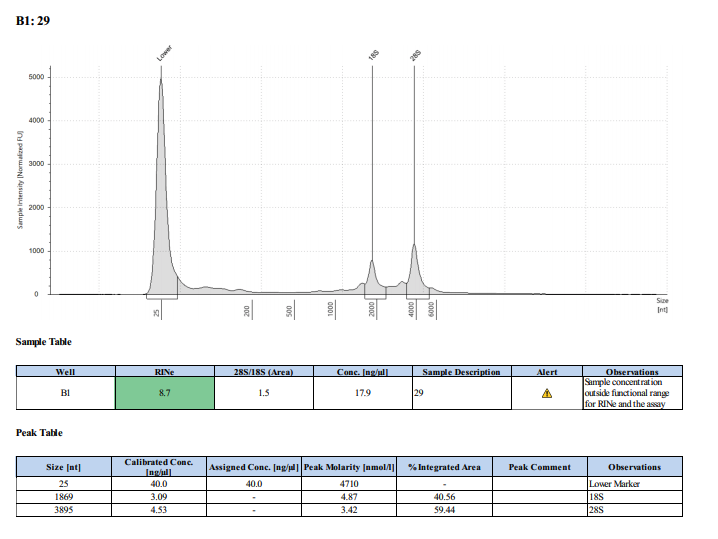 B1: 29
Lower
18S
28S
Sample Intensity [Normalized FU]
5000
4000
3000
2000
1000
0
25
200
500
1000
2000
4000
6000
Size
[nt]
Sample Table
Well RINe 28S/18S (Area) Conc. [ng/µl] Sample Description Alert Observations
B1 8.7 1.5 17.9 29 Sample concentration
outside functional range
for RINe and the assay
Peak Table
Size [nt] Calibrated Conc. [ng/µl] Assigned Conc. [ng/µl] Peak Molarity [nmol/l] % Integrated Area Peak Comment Observations
25 40.0 40.0 4710 - Lower Marker
1869 3.09 - 4.87 40.56 18S
3895 4.53 - 3.42 59.44 28S